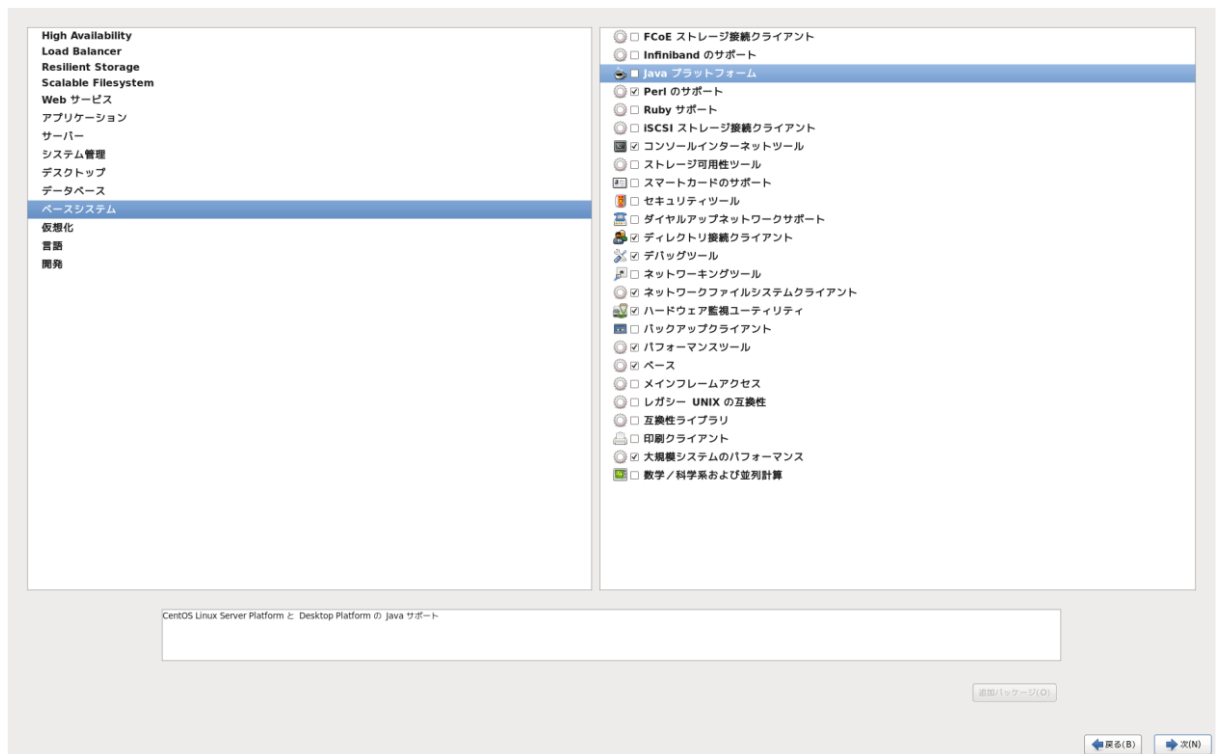 High Availability
Load Balancer
Resilient Storage
Scalable Filesystem
Web サービス
アプリケーション
サーバー
システム管理
デスクトップ
データベース
ベースシステム
仮想化
言語
開発
FCoE ストレージ接続クライアント
Infiniband のサポート
Java プラットフォーム
Perl のサポート
Ruby サポート
iSCSI ストレージ接続クライアント
コンソールインターネットツール
ストレージ可用性ツール
スマートカードのサポート
セキュリティツール
ダイヤルアップネットワークサポート
ディレクトリ接続クライアント
デバッグツール
ネットワーキングツール
ネットワークファイルシステムクライアント
ハードウェア監視ユーティリティ
バックアップクライアント
パフォーマンスツール
ベース
メインフレームアクセス
レガシー UNIX の互換性
互換性ライブラリ
印刷クライアント
大規模システムのパフォーマンス
数学／科学系および並列計算
CentOS Linux Server Platform と Desktop Platform の Java サポート
追加パッケージ(O)
戻る(B)
次(N)